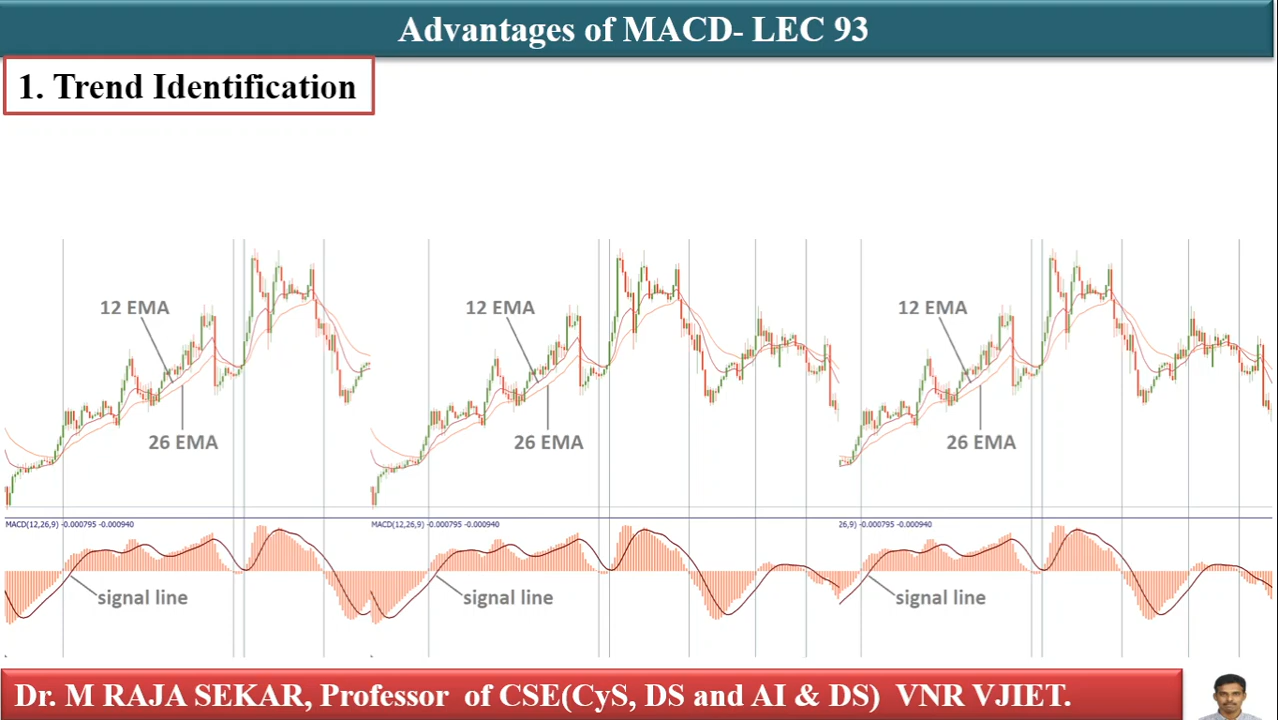 Advantages of MACD- LEC 93
1. Trend Identification
12 EMA
26 EMA
MACD(12,26,9) -0.000795 -0.000940
signal line
12 EMA
26 EMA
MACD(12,26,9) -0.000795 -0.000940
signal line
12 EMA
26 EMA
26,9) -0.000795 -0.000940
signal line
Dr. M RAJA SEKAR, Professor of CSE(CyS, DS and AI & DS) VNR VJIET.